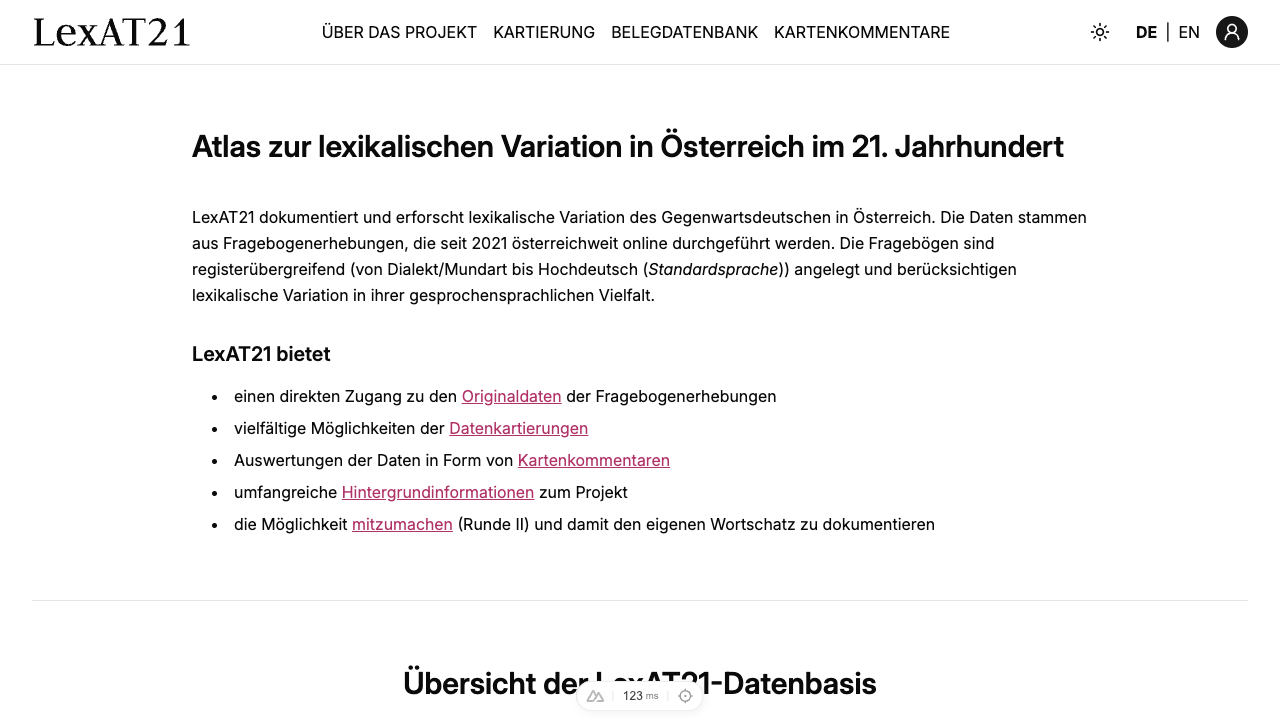 LexAT21
ÜBER DAS PROJEKT KARTIERUNG BELEGDATENBANK KARTENKOMMENTARE
DE | EN
Atlas zur lexikalischen Variation in Österreich im 21. Jahrhundert
LexAT21 dokumentiert und erforscht lexikalische Variation des Gegenwartsdeutschen in Österreich. Die Daten stammen
aus Fragebogenerhebungen, die seit 2021 österreichweit online durchgeführt werden. Die Fragebögen sind
registerübergreifend (von Dialekt/Mundart bis Hochdeutsch (Standardsprache)) angelegt und berücksichtigen
lexikalische Variation in ihrer gesprochensprachlichen Vielfalt.
LexAT21 bietet
• einen direkten Zugang zu den Originaldaten der Fragebogenerhebungen
• vielfältige Möglichkeiten der Datenkartierungen
• Auswertungen der Daten in Form von Kartenkommentaren
• umfangreiche Hintergrundinformationen zum Projekt
• die Möglichkeit mitzumachen (Runde II) und damit den eigenen Wortschatz zu dokumentieren
Übersicht der LexAT21-Datenbasis
123 ms